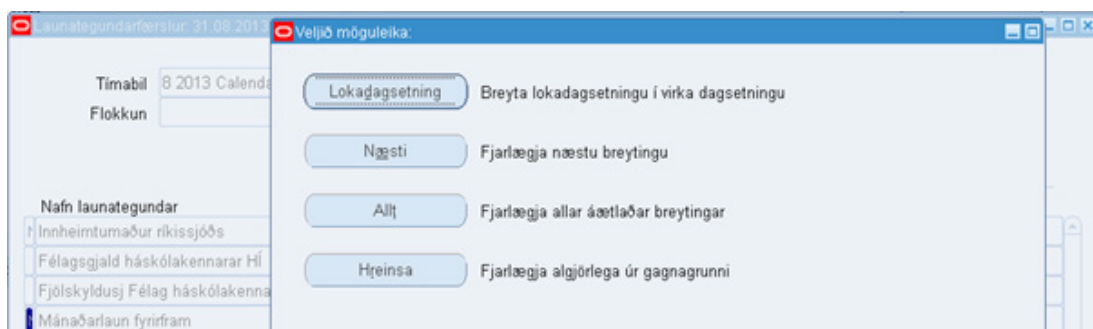 Launategundarfærslur: 31.08.2013
Veljið möguleika:
Tímabil 8 2013 Calenda
Flokkun
Lokadagsetning Breyta lokadagsetningu í virka dagsetningu
Næsti Fjarlægja næstu breytingu
Allt Fjarlægja allar áætlaðar breytingar
Hreinsa Fjarlægja algjörlega úr gagnagrunni
Nafn launategundar
Innheimtumaður ríkissjóðs
Félagsgjald háskólakennarar HÍ
Fjölskyldusj Félag háskólakenna
Mánaðarlaun fyrirfram